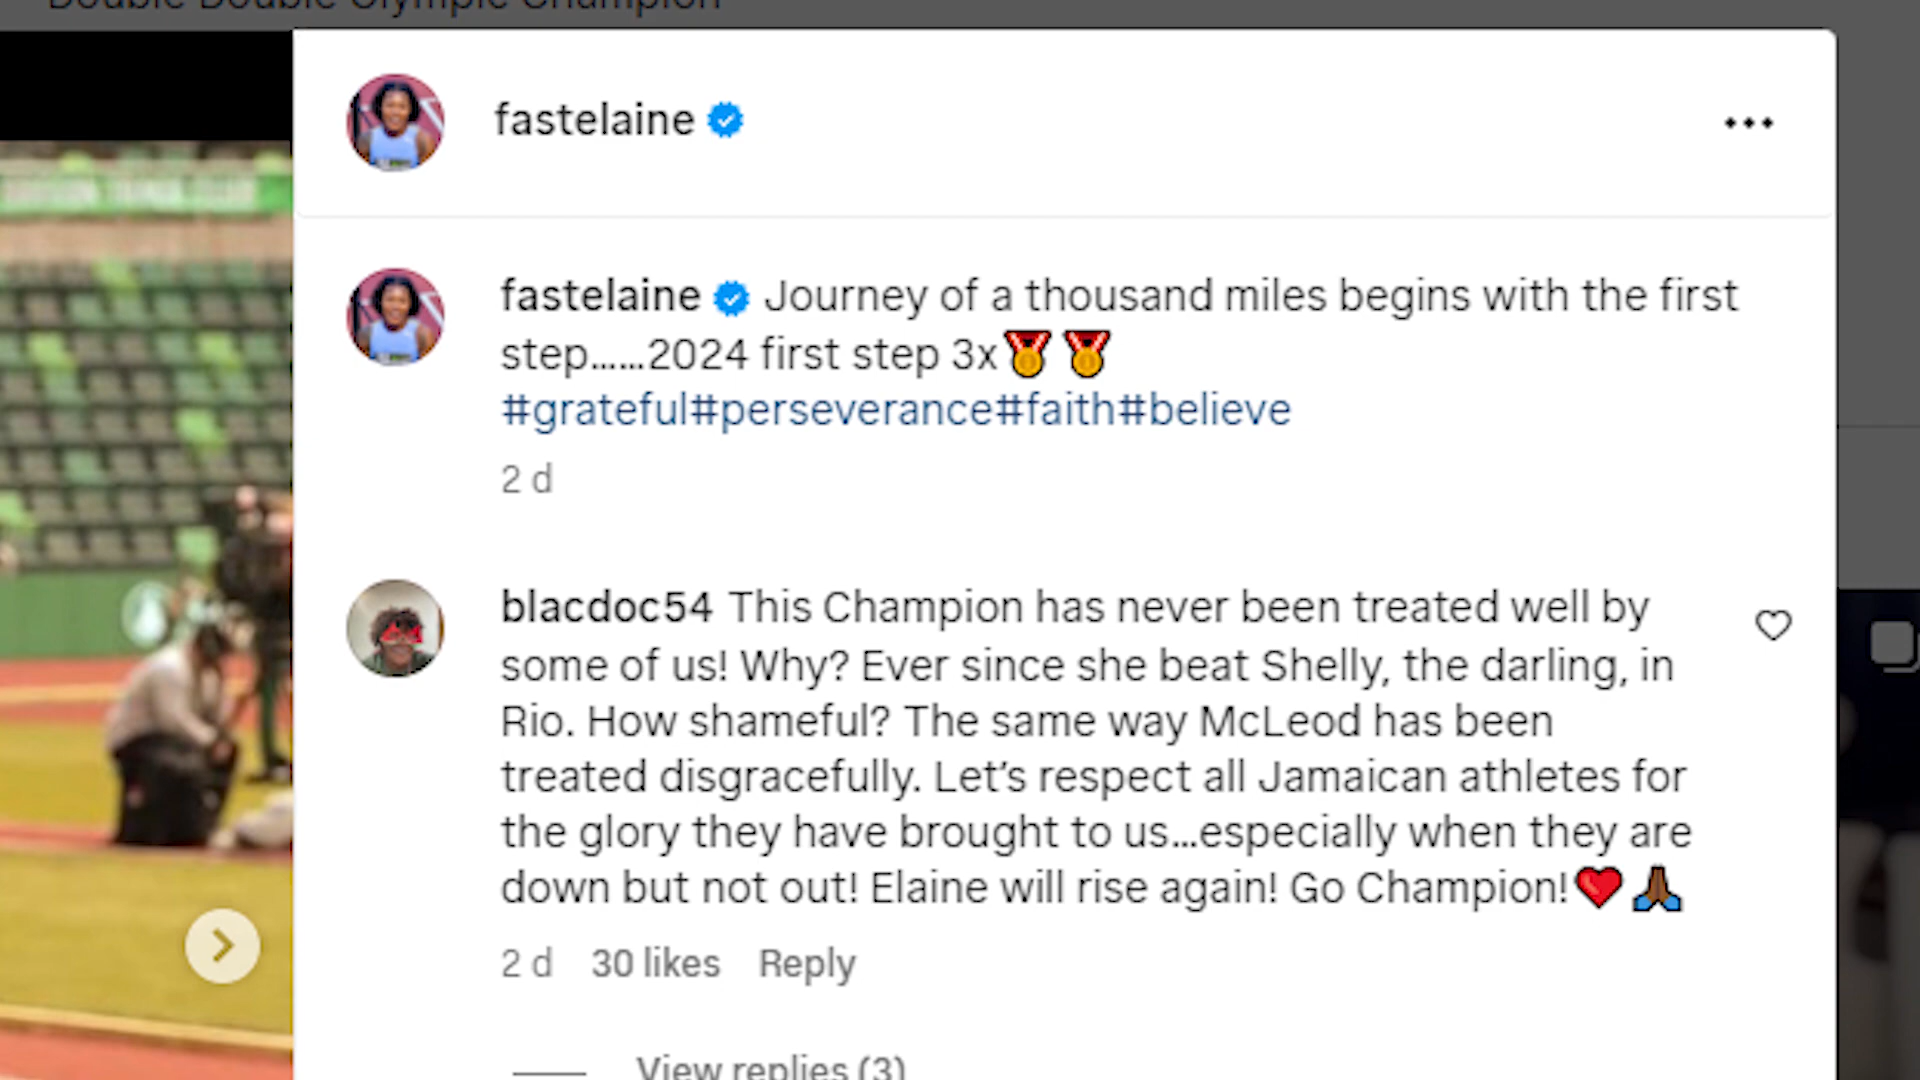 Double Double Olympic Champion
fastelaine
fastelaine Journey of a thousand miles begins with the first
step......2024 first step 3x🏅🏅
#grateful#perseverance#faith#believe
2 d
blacdoc54 This Champion has never been treated well by
some of us! Why? Ever since she beat Shelly, the darling, in
Rio. How shameful? The same way McLeod has been
treated disgracefully. Let’s respect all Jamaican athletes for
the glory they have brought to us...especially when they are
down but not out! Elaine will rise again! Go Champion!❤️🙏🏾
2 d 30 likes Reply
View replies (3)